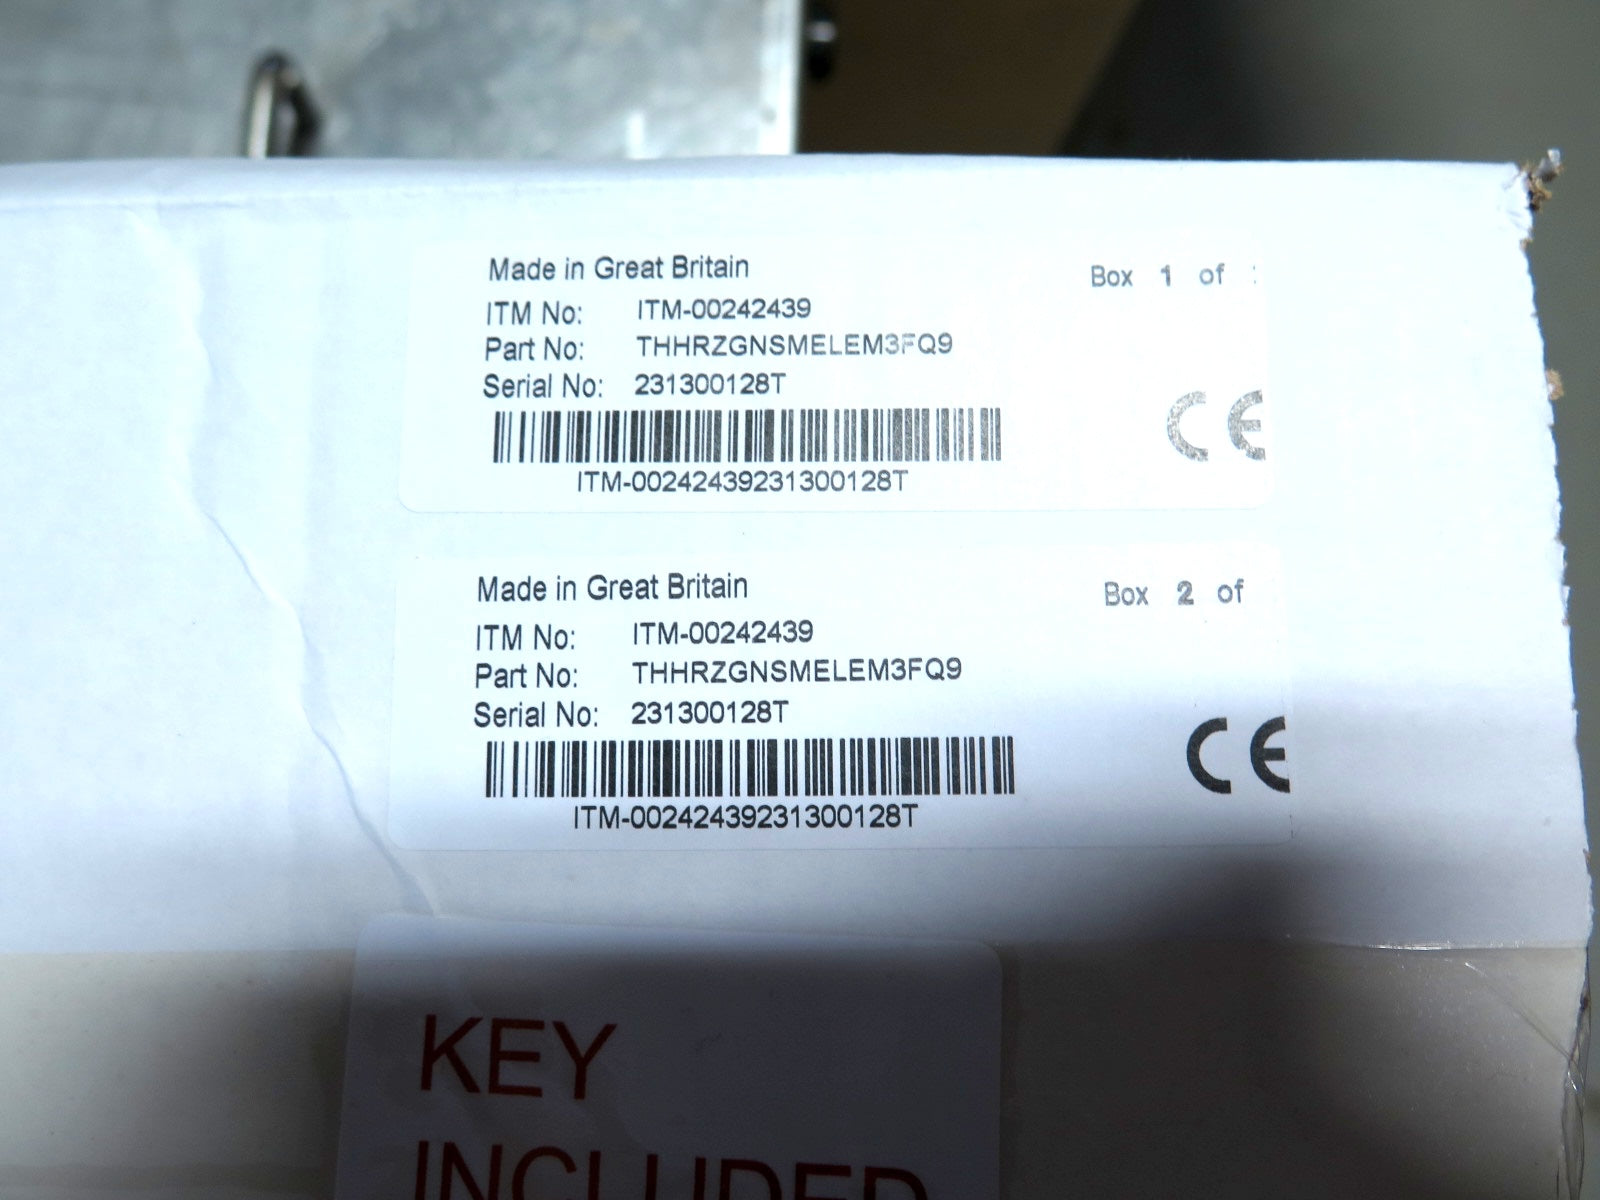 Made in Great Britain
Box 1 of
ITM No: ITM-00242439
Part No: THHRZGNSMELEM3FQ9
Serial No: 231300128T
CE
ITM-00242439231300128T
Made in Great Britain
Box 2 of
ITM No: ITM-00242439
Part No: THHRZGNSMELEM3FQ9
Serial No: 231300128T
CE
ITM-00242439231300128T
KEY
INCLUDED